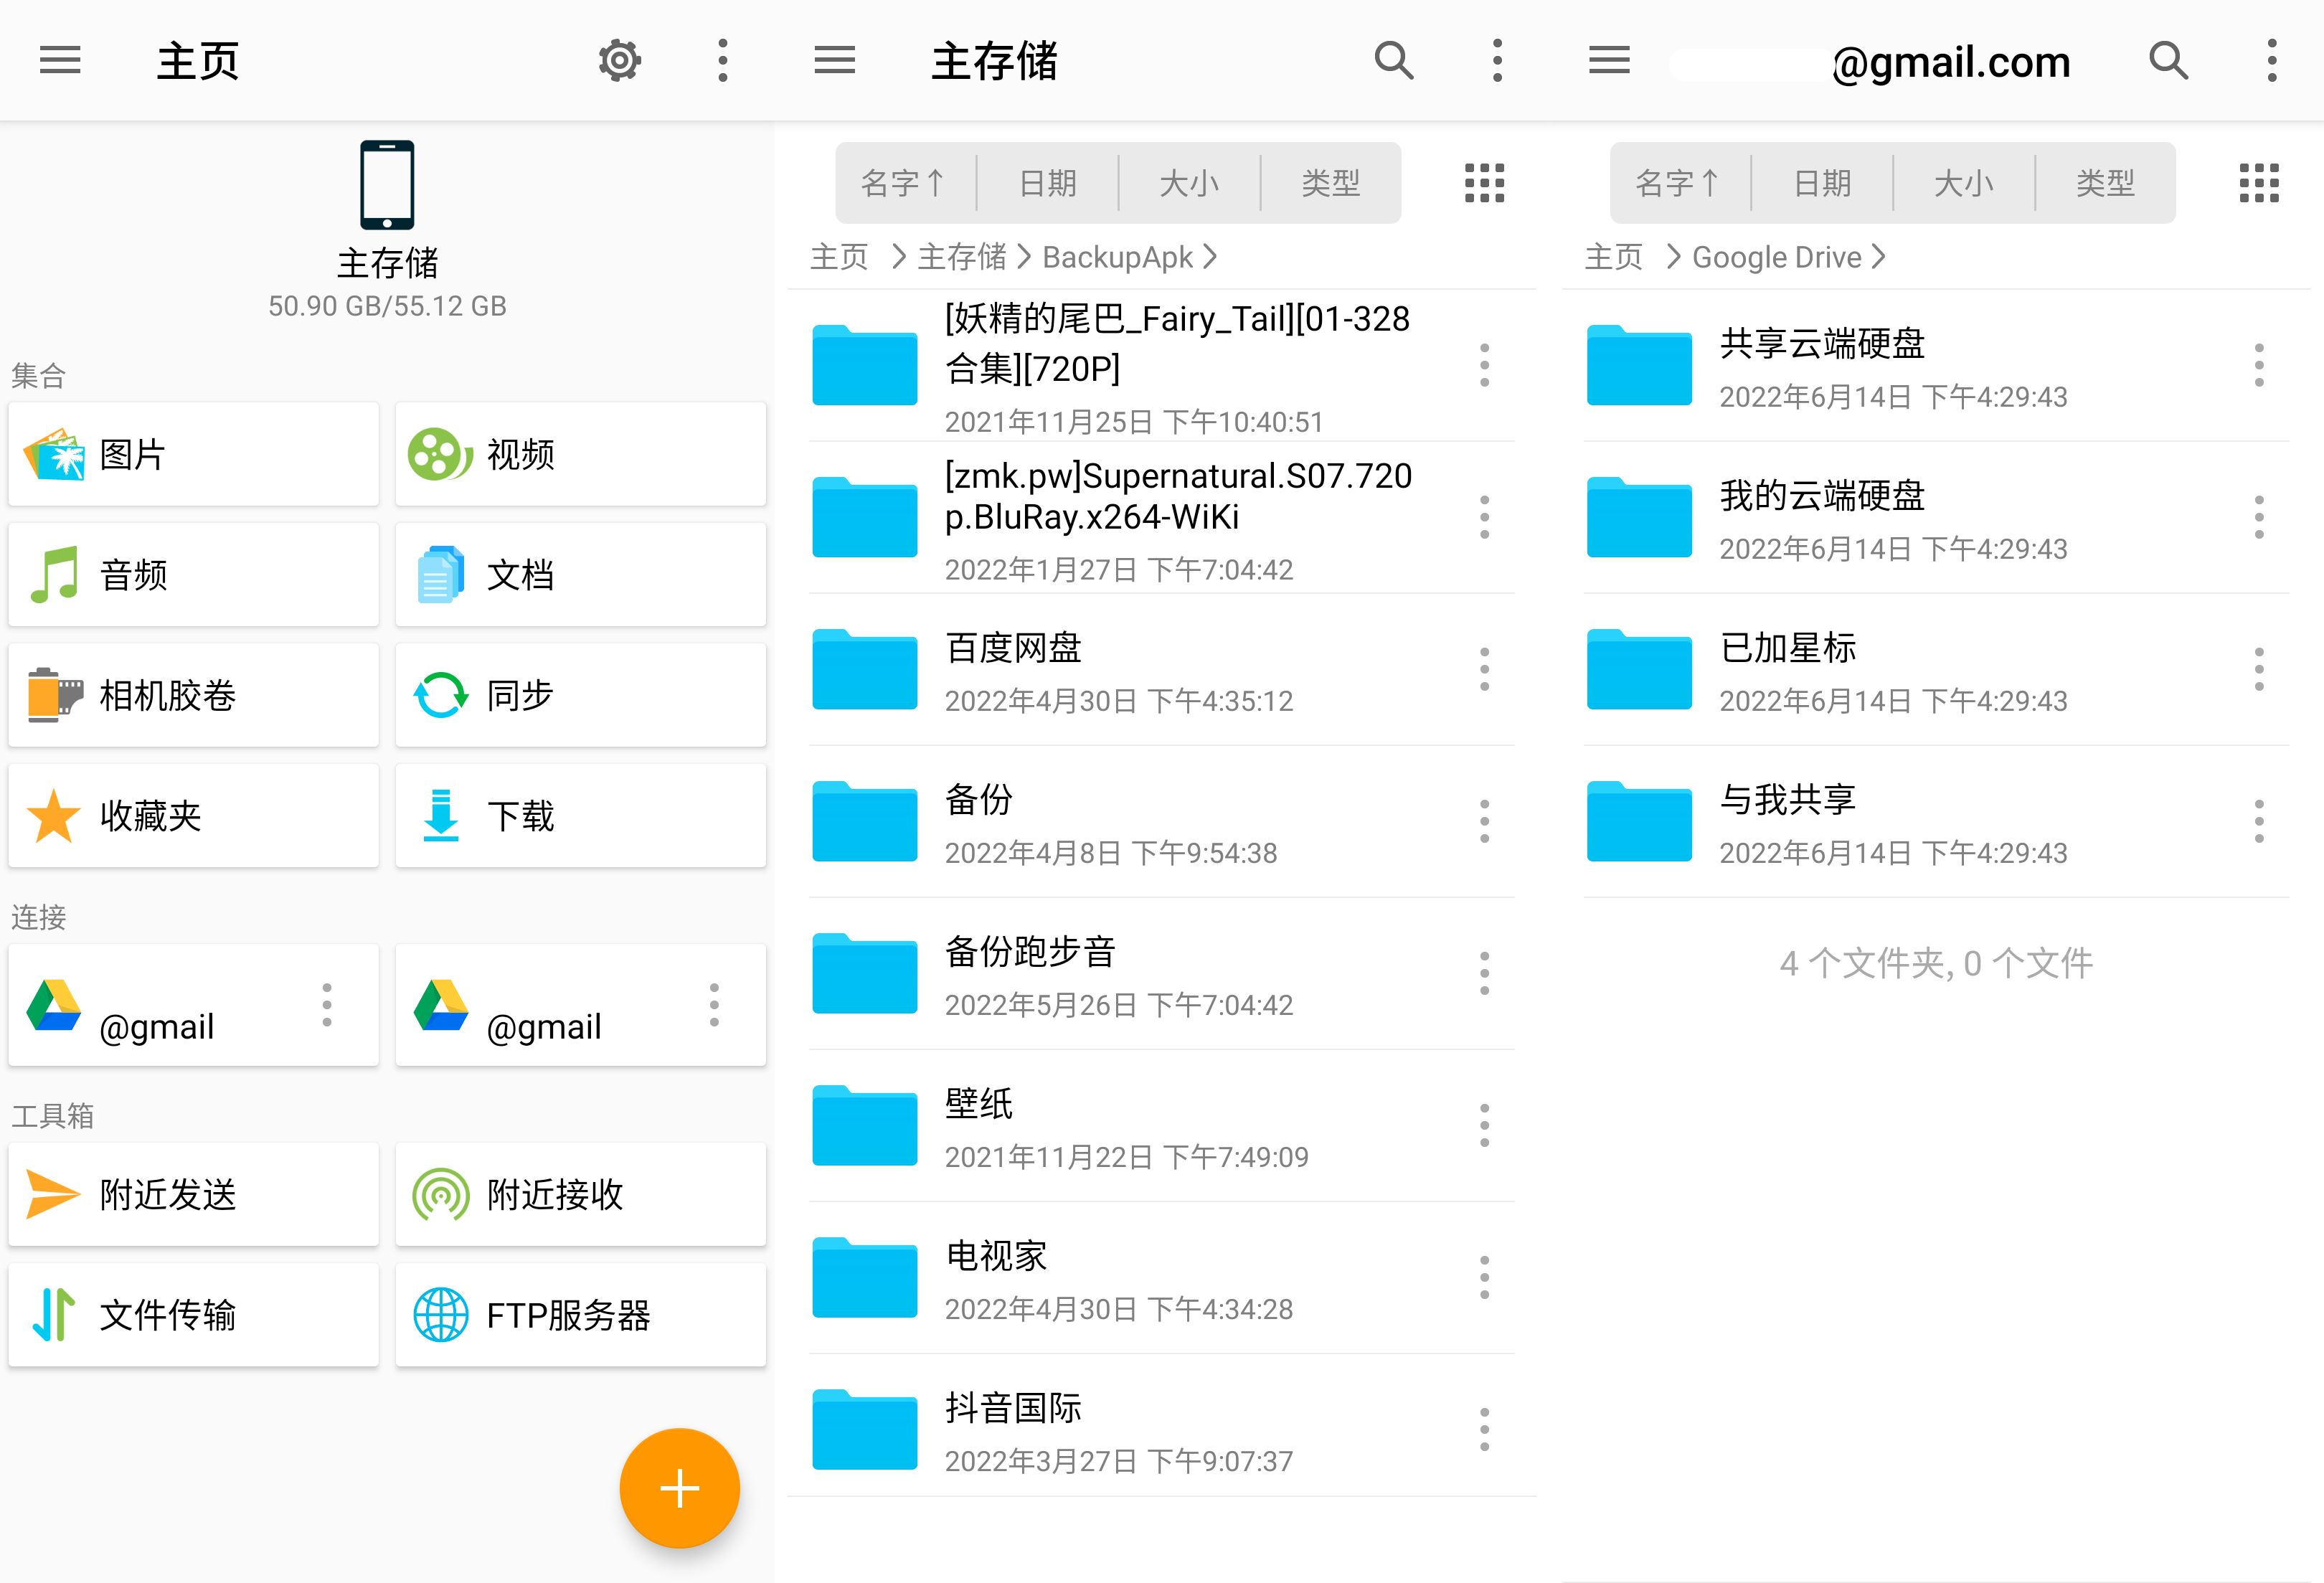 主页
主存储
50.90 GB/55.12 GB
集合
图片
视频
音频
文档
相机胶卷
同步
收藏夹
下载
连接
@gmail
@gmail
工具箱
附近发送
附近接收
文件传输
FTP服务器
主存储
名字↑
日期
大小
类型
主页 > 主存储 > BackupApk >
[妖精的尾巴_Fairy_Tail][01-328
合集][720P]
2021年11月25日 下午10:40:51
[zmk.pw]Supernatural.S07.720
p.BluRay.x264-WiKi
2022年1月27日 下午7:04:42
百度网盘
2022年4月30日 下午4:35:12
备份
2022年4月8日 下午9:54:38
备份跑步音
2022年5月26日 下午7:04:42
壁纸
2021年11月22日 下午7:49:09
电视家
2022年4月30日 下午4:34:28
抖音国际
2022年3月27日 下午9:07:37
@gmail.com
名字↑
日期
大小
类型
主页 > Google Drive >
共享云端硬盘
2022年6月14日 下午4:29:43
我的云端硬盘
2022年6月14日 下午4:29:43
已加星标
2022年6月14日 下午4:29:43
与我共享
2022年6月14日 下午4:29:43
4 个文件夹, 0 个文件